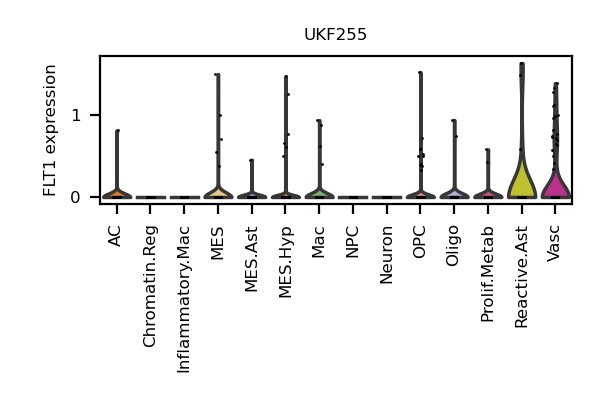 UKF255
FLT1 expression
1
0
AC
Chromatin.Reg
Inflammatory.Mac
MES
MES.Ast
MES.Hyp
Mac
NPC
Neuron
OPC
Oligo
Prolif.Metab
Reactive.Ast
Vasc